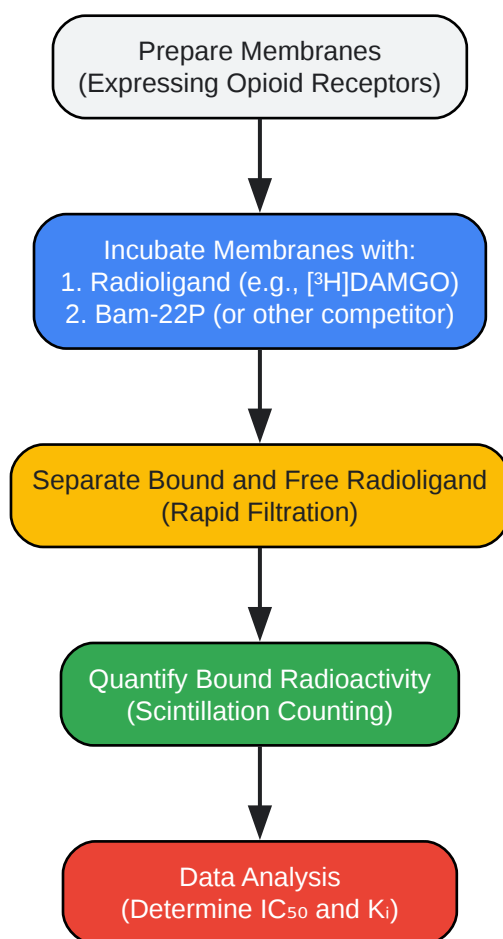 Prepare Membranes
(Expressing Opioid Receptors)
Incubate Membranes with:
1. Radioligand (e.g., [³H]DAMGO)
2. Bam-22P (or other competitor)
Separate Bound and Free Radioligand
(Rapid Filtration)
Quantify Bound Radioactivity
(Scintillation Counting)
Data Analysis
(Determine IC₅₀ and Kᵢ)